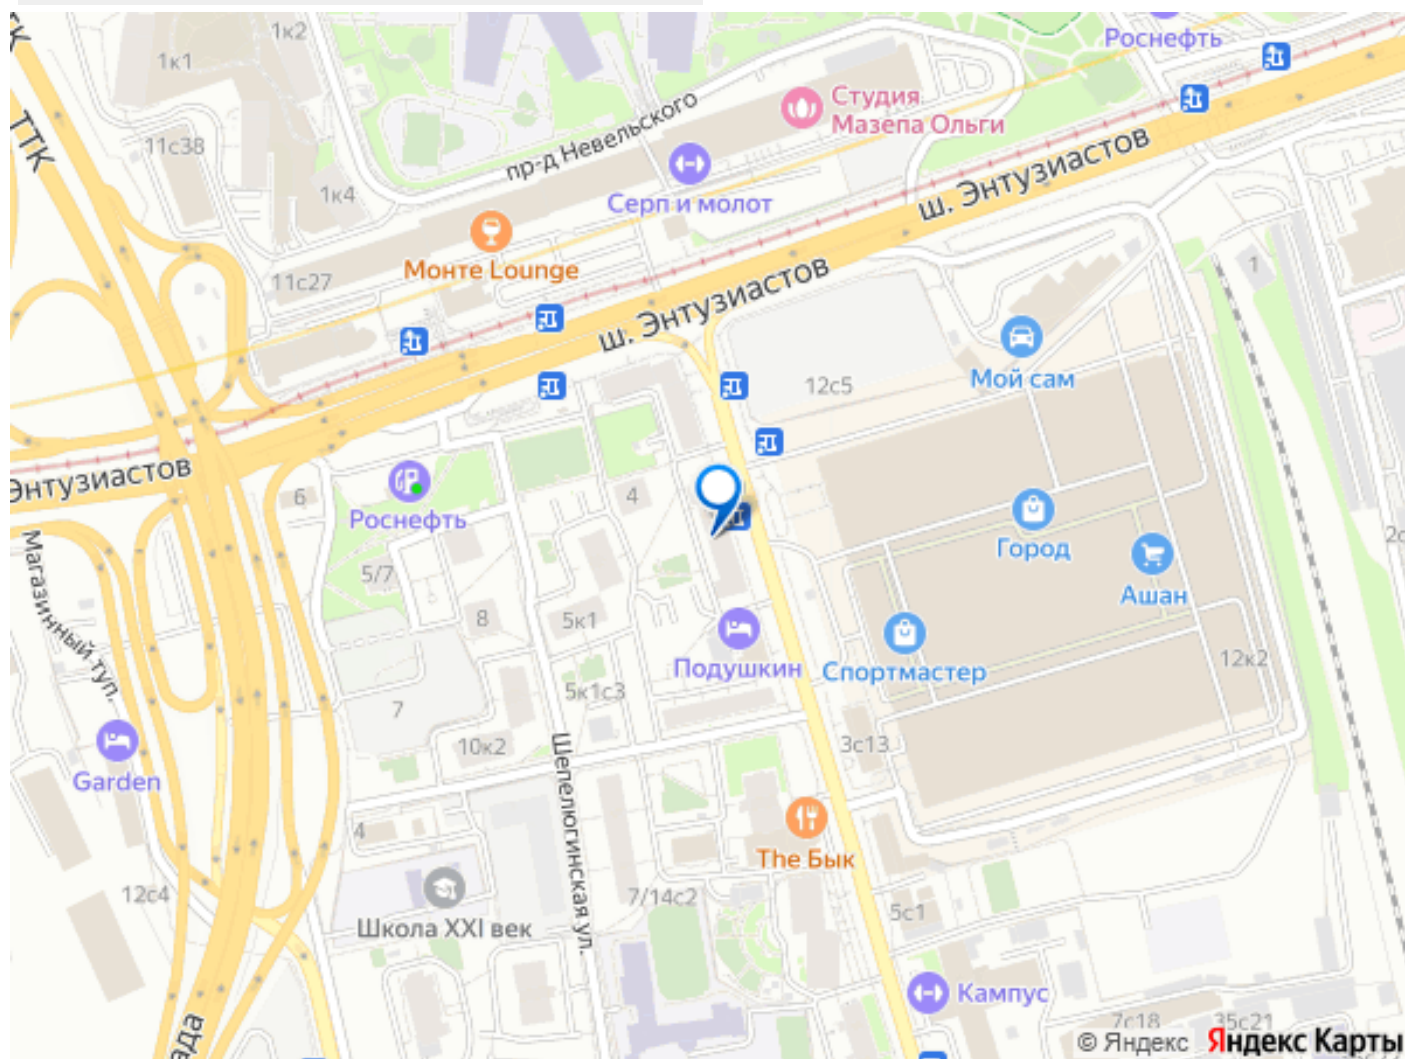 ТК
1к2
1к1
Роснефть
ТТК
11с38
пр-д Невельского
Студия
Мазепа Ольги
1к4
Серп и молот
ш. Энтузиастов
Монте Lounge
11с27
1
ш. Энтузиастов
Мой сам
12с5
Энтузиастов
6
Роснефть
4
Город
Ашан
5/7
8
5к1
Магазинный туп.
Подушкин
Спортмастер
12к2
5к1с3
7
10к2
3с13
Garden
Шепелюгинская ул.
4
The Бык
12с4
7/14с2
5с1
Школа XXI век
Кампус
7с18
35с21
ада
© Яндекс Яндекс Карты